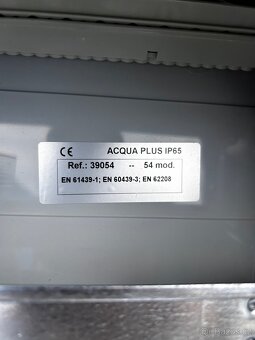 CE ACQUA PLUS IP65
Ref.: 39054 -- 54 mod.
EN 61439-1; EN 60439-3; EN 62208